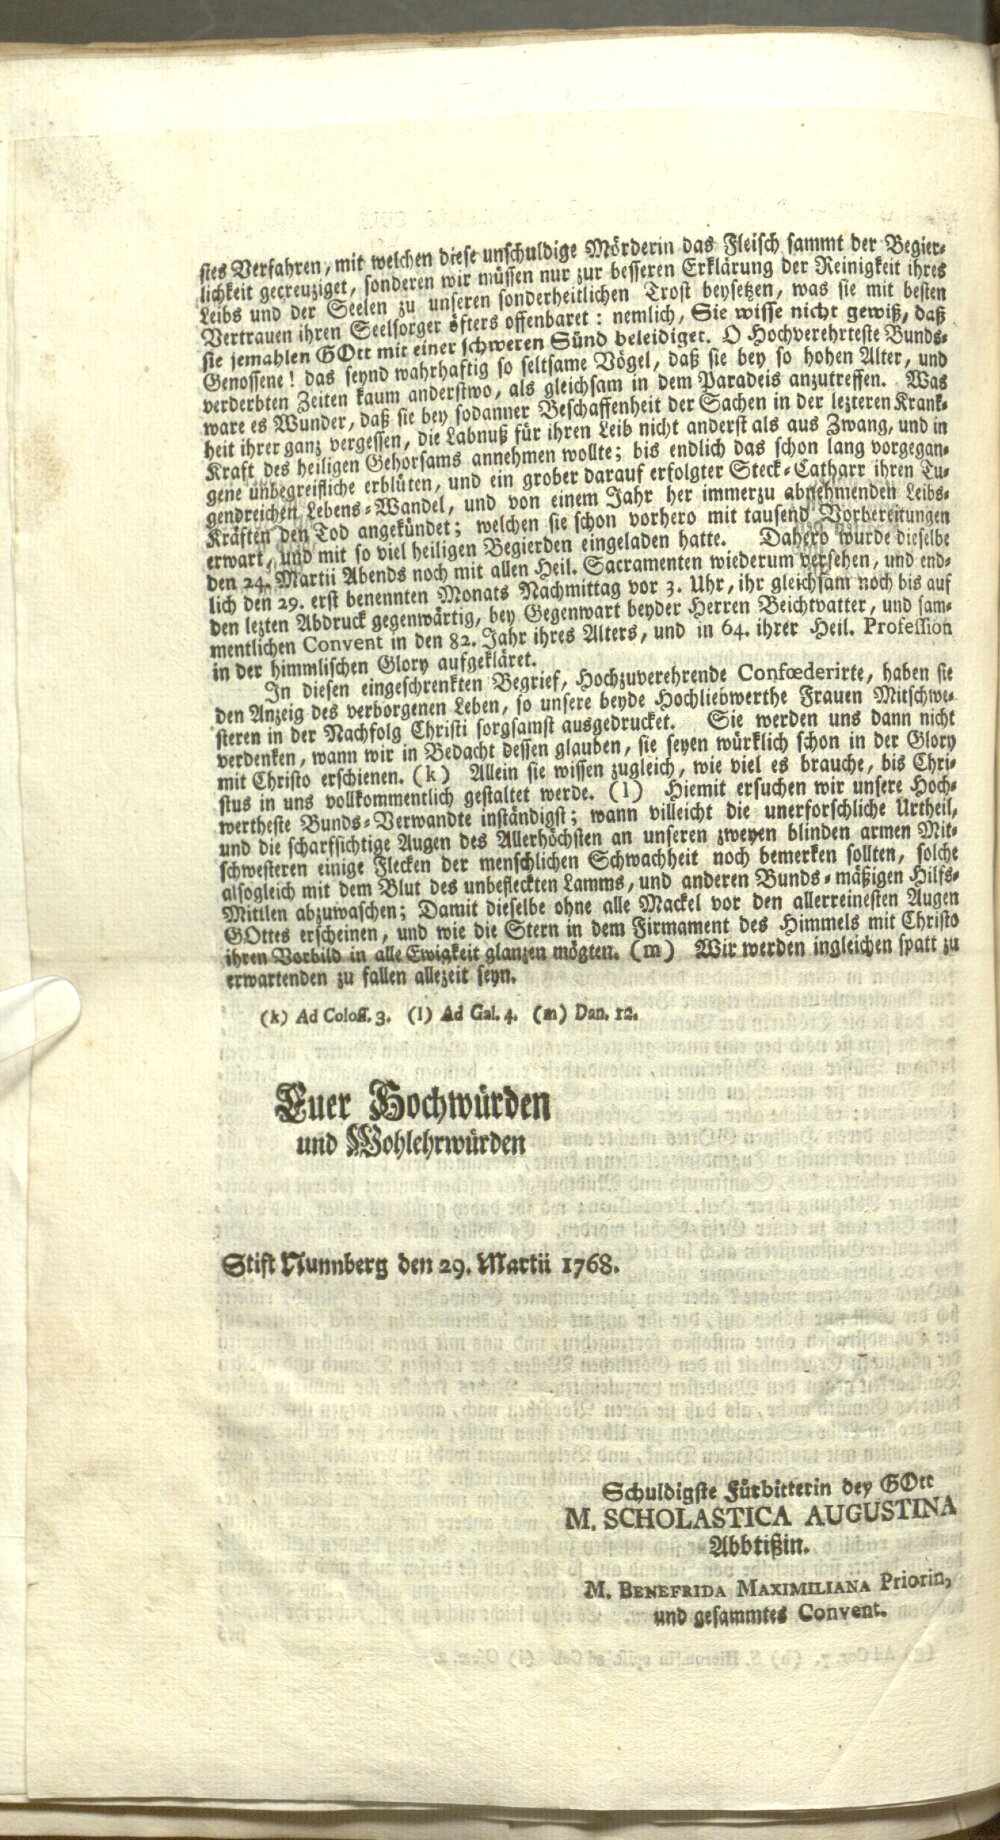 stes Verfahren, mit welchen diese unschuldige Mörderin das Fleisch sammt der Begier-
lichkeit gecreuziget, sonderen wir müssen nur zur besseren Erklärung der Reinigkeit ihres
Leibs und der Seelen zu unseren sonderheitlichen Trost beysetzen, was sie mit besten
Vertrauen ihren Seelsorger öfters offenbaret: nemlich, Sie wisse nicht gewiß, daß
sie jemahlen GOtt mit einer schweren Sünd beleidiget. O Hochverehrteste Bunds-
Genossene! das seynd wahrhaftig so seltsame Vögel, daß sie bey so hohen Alter, und
verderbten Zeiten kaum anderstwo, als gleichsam in dem Paradeis anzutreffen. Was
ware es Wunder, daß sie bey sodanner Beschaffenheit der Sachen in der lezteren Krank-
heit ihrer ganz vergessen, die Labnuß für ihren Leib nicht anderst als aus Zwang, und in
Kraft des heiligen Gehorsams annehmen wollte; bis endlich das schon lang vorgegan-
gene unbegreifliche erblüten, und ein grober darauf erfolgter Steck-Catharr ihren Tu-
gendreichen Lebens-Wandel, und von einem Jahr her immerzu abnehmenden Leibs-
Kräften den Tod angekündet; welchen sie schon vorhero mit tausend Vorbereitungen
erwart, und mit so viel heiligen Begierden eingeladen hatte. Dahero wurde dieselbe
den 24. Martii Abends noch mit allen Heil. Sacramenten wiederum versehen, und end-
lich den 29. erst benennten Monats Nachmittag vor 3. Uhr, ihr gleichsam noch bis auf
den lezten Abdruck gegenwärtig, bey Gegenwart beyder Herren Beichtvatter, und sam-
mentlichen Convent in den 82. Jahr ihres Alters, und in 64. ihrer Heil. Profession
in der himmlischen Glory aufgekläret.
In diesen eingeschrenkten Begrief, Hochzuverehrende Confœderirte, haben sie
den Anzeig des verborgenen Leben, so unsere beyde Hochliebwerthe Frauen Mitschwe-
steren in der Nachfolg Christi sorgsamst ausgedrucket. Sie werden uns dann nicht
verdenken, wann wir in Bedacht dessen glauben, sie seyen würklich schon in der Glory
mit Christo erschienen. (k) Allein sie wissen zugleich, wie viel es brauche, bis Chri-
stus in uns vollkommentlich gestaltet werde. (l) Hiemit ersuchen wir unsere Hoch-
wertheste Bunds-Verwandte inständigst; wann villeicht die unerforschliche Urtheil,
und die scharfsichtige Augen des Allerhöchsten an unseren zweyen blinden armen Mit-
schwesteren einige Flecken der menschlichen Schwachheit noch bemerken sollten, solche
alsogleich mit dem Blut des unbefleckten Lamms, und anderen Bunds-mäßigen Hilfs-
Mittlen abzuwaschen; Damit dieselbe ohne alle Mackel vor den allerreinesten Augen
GOttes erscheinen, und wie die Stern in dem Firmament des Himmels mit Christo
ihren Vorbild in alle Ewigkeit glanzen mögten. (m) Wir werden ingleichen spatt zu
erwartenden zu fallen allezeit seyn.
(k) Ad Coloss. 3. (l) Ad Gal. 4. (m) Dan. 12.
Euer Hochwürden
und Wohlehrwürden
Stift Nunnberg den 29. Martii 1768.
Schuldigste Fürbitterin bey GOtt
M. SCHOLASTICA AUGUSTINA
Abbtißin.
M. BENEFRIDA MAXIMILIANA Priorin,
und gesammtes Convent.